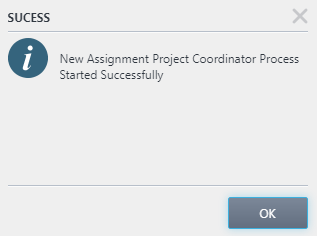 SUCESS
New Assignment Project Coordinator Process
Started Successfully
OK